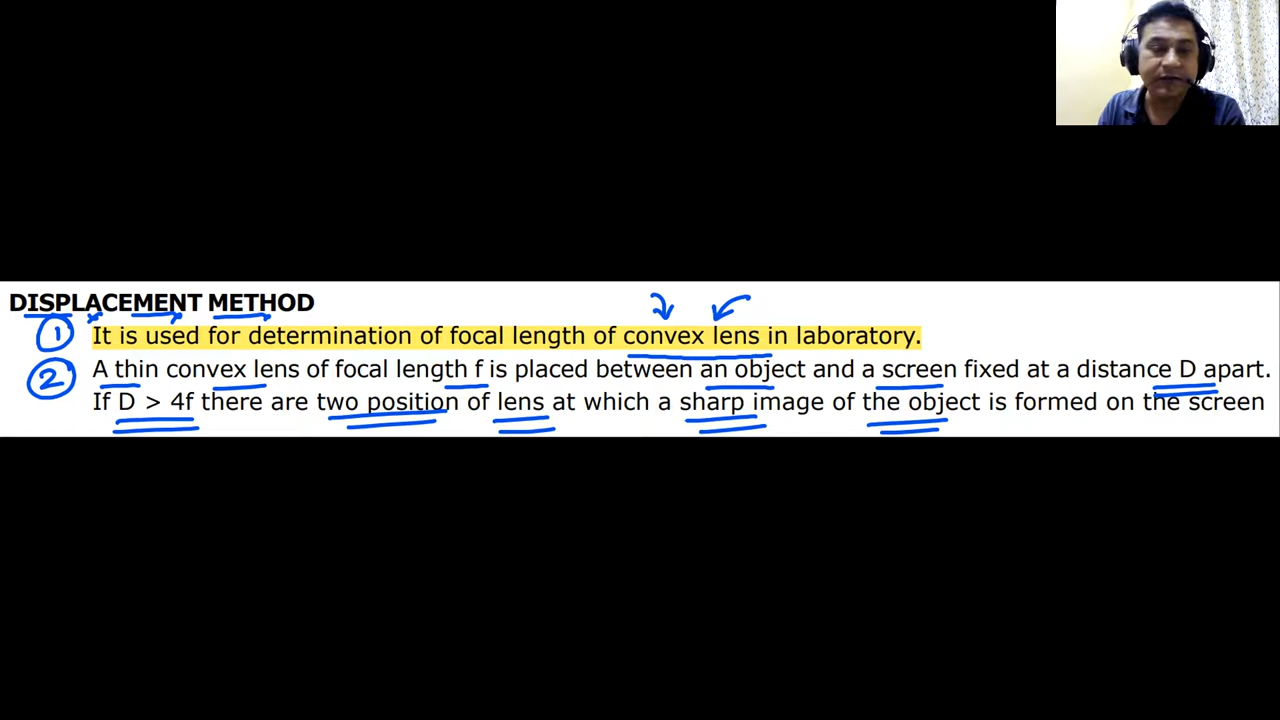 DISPLACEMENT METHOD
1 It is used for determination of focal length of convex lens in laboratory.
2 A thin convex lens of focal length f is placed between an object and a screen fixed at a distance D apart.
If D > 4f there are two position of lens at which a sharp image of the object is formed on the screen